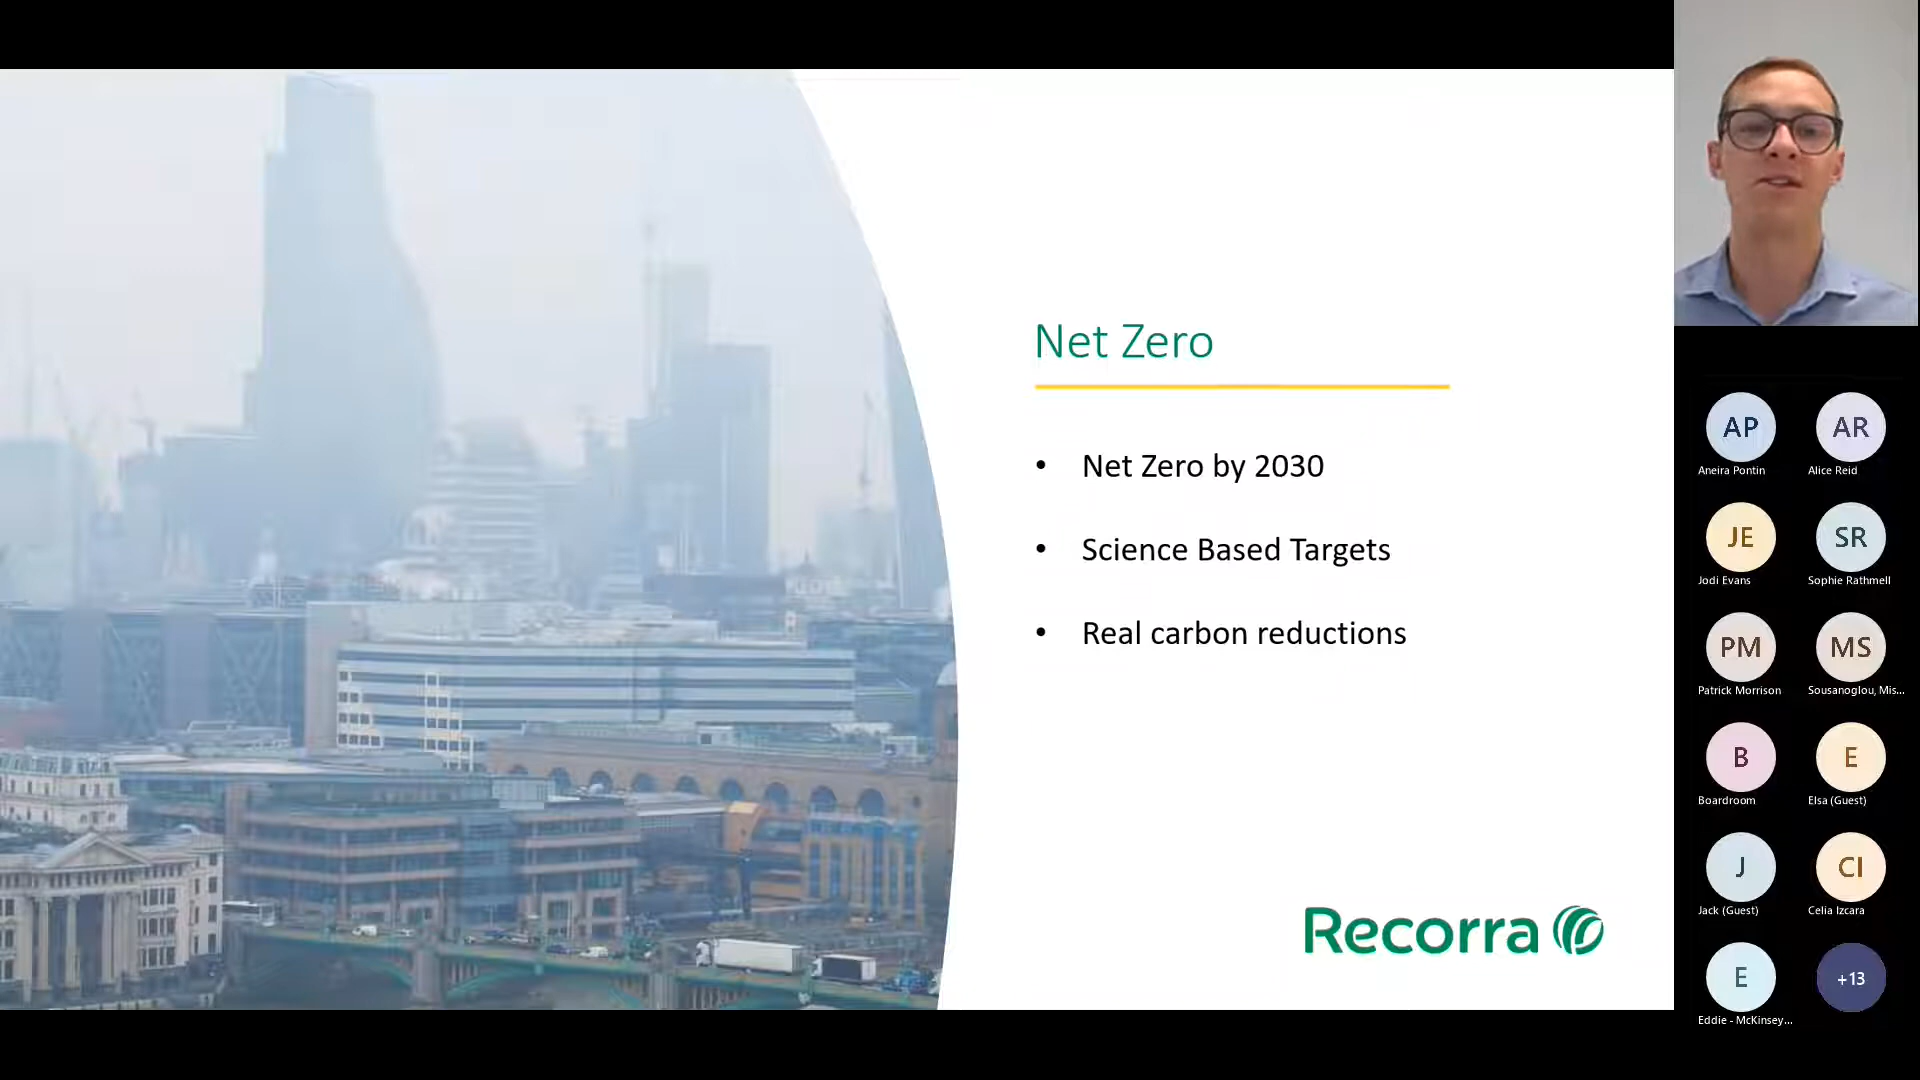 Net Zero
• Net Zero by 2030
• Science Based Targets
• Real carbon reductions
Recorra
AP
AR
Aneira Pontin
Alice Reid
JE
SR
Jodi Evans
Sophie Rathmell
PM
MS
Patrick Morrison
Sousanoglou, Mis...
B
E
Boardroom
Elsa (Guest)
J
CI
Jack (Guest)
Celia Izcara
E
+13
Eddie - McKinsey...